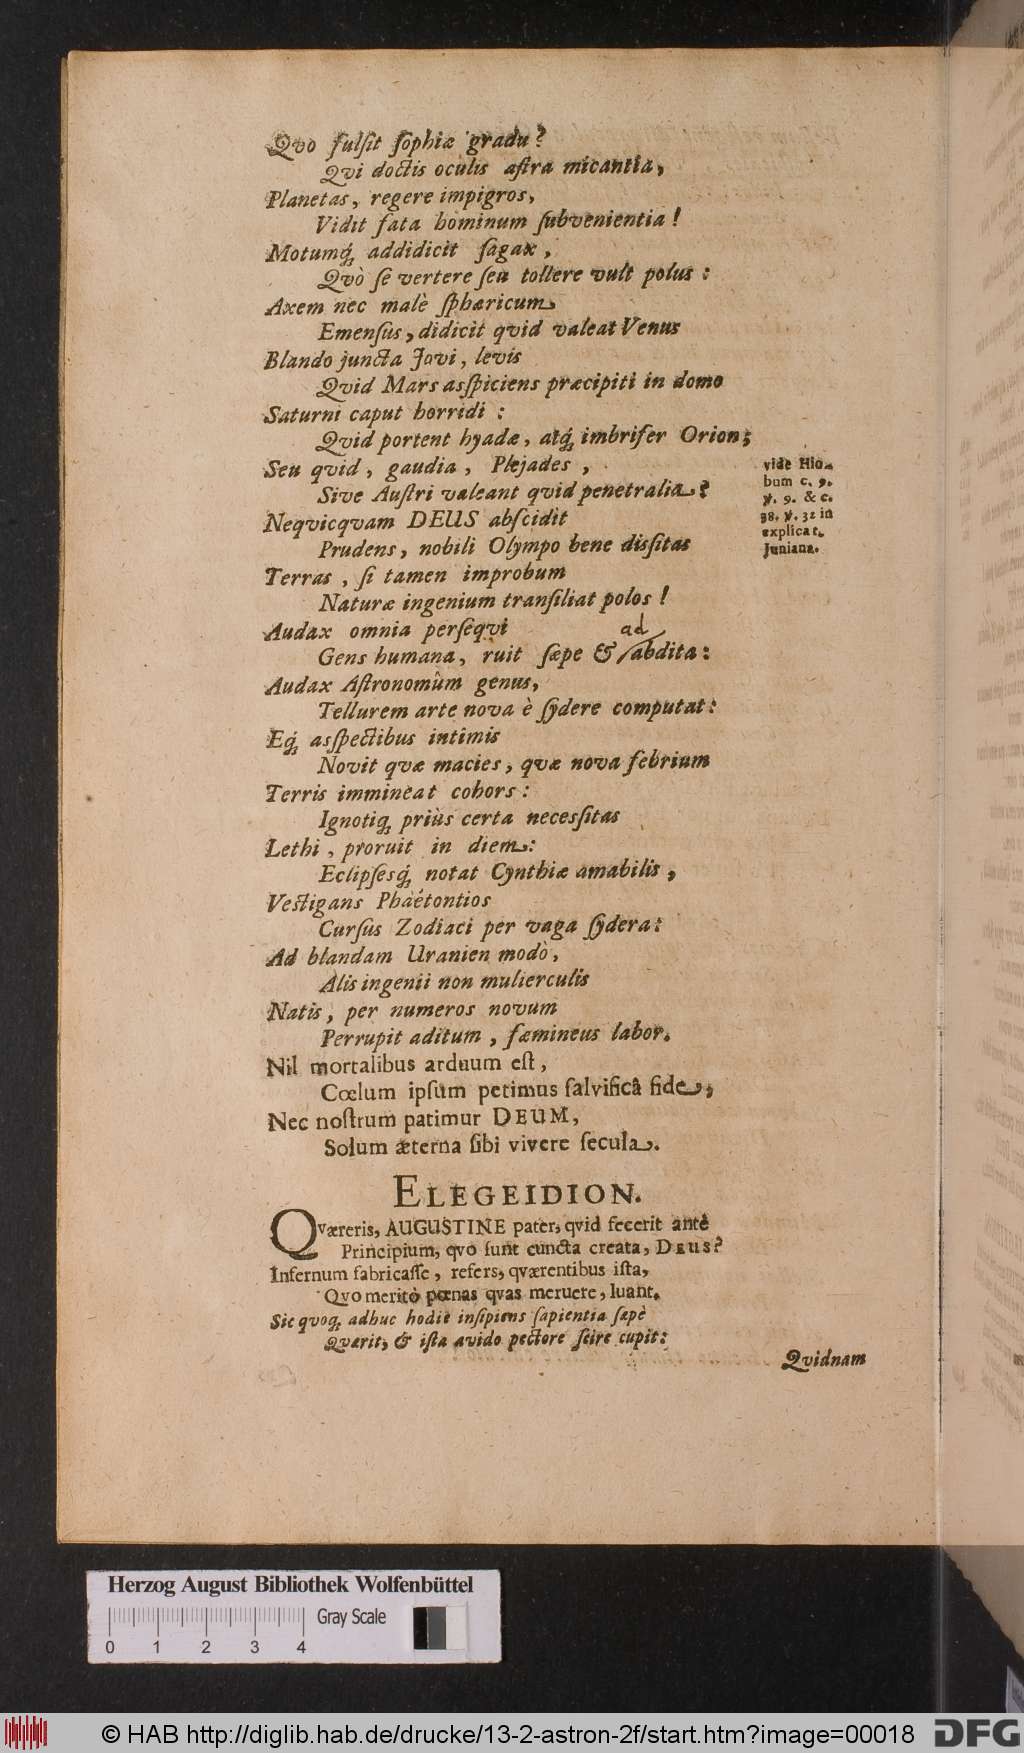 Qvo fulſit ſophiæ gradu?
Qvi doctis oculis aſtra micantia,
Planetas, regere impigros,
Vidit fata hominum ſubvenientia!
Motumq́; addidicit ſagax,
Qvò ſe vertere ſeu tollere vult polus:
Axem nec malè ſphæricum
Emenſus, didicit qvid valeat Venus
Blando juncta Jovi, levis
Qvid Mars asſpiciens præcipiti in domo
Saturni caput horridi:
Qvid portent hyadæ, atq́; imbrifer Orion;
Seu qvid, gaudia, Plejades,
Sive Auſtri valeant qvid penetralia?
vide Hio-
bum c. 9.
ꝟ. 9. & c.
38. ꝟ. 32 in
explicat.
Juniana.
Neqvicqvam DEUS abſcidit
Prudens, nobili Olympo bene disſitas
Terras, ſi tamen improbum
Naturæ ingenium tranſiliat polos!
Audax omnia perſeqvi
ad
Gens humana, ruit ſæpe & abdita:
Audax Aſtronomûm genus,
Tellurem arte nova è ſydere computat:
Eq́; asſpectibus intimis
Novit qvæ macies, qvæ nova febrium
Terris immineat cohors:
Ignotiq́; priùs certa necesſitas
Lethi, proruit in diem:
Eclipſesq́; notat Cynthiæ amabilis,
Vestigans Phaétontios
Curſus Zodiaci per vaga ſydera:
Ad blandam Uranien modò,
Alis ingenii non mulierculis
Natis, per numeros novum
Perrupit aditum, fæmineus labor.
Nil mortalibus arduum eſt,
Cœlum ipſum petimus ſalvificâ fide,
Nec noſtrum patimur DEUM,
Solum æterna ſibi vivere ſecula.
ELEGEIDION.
Qværeris, AUGUSTINE pater, qvid fecerit antè
Principium, qvo ſunt cuncta creata, DEUS?
Infernum fabricaſſe, refers, qværentibus iſta,
Qvo meritò pœnas qvas meruere, luant.
Sic quoq́; adhuc hodiè inſipiens ſapientia ſæpè
Qværit, & iſta avido pectore ſcire cupit:
Qvidnam
Herzog August Bibliothek Wolfenbüttel
Gray Scale
0 1 2 3 4
© HAB http://diglib.hab.de/drucke/13-2-astron-2f/start.htm?image=00018
DFG